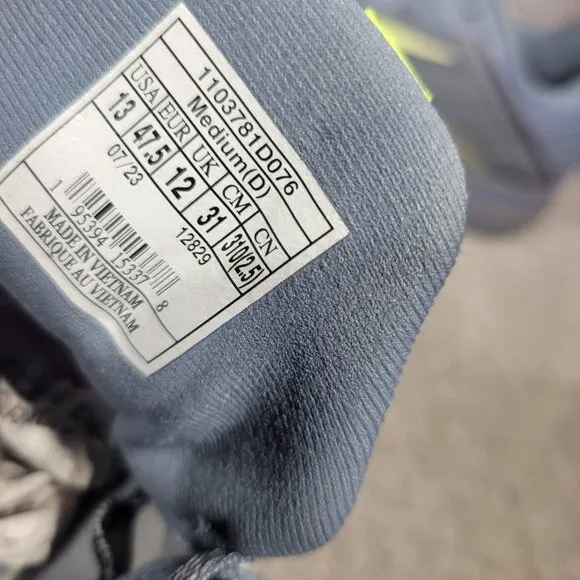 1103781D076
Medium(D)
USA EUR UK CM CN
13 47.5 12 31 310(2.5)
07/23 12829
1 95394 15337 8
MADE IN VIETNAM
FABRIQUE AU VIETNAM